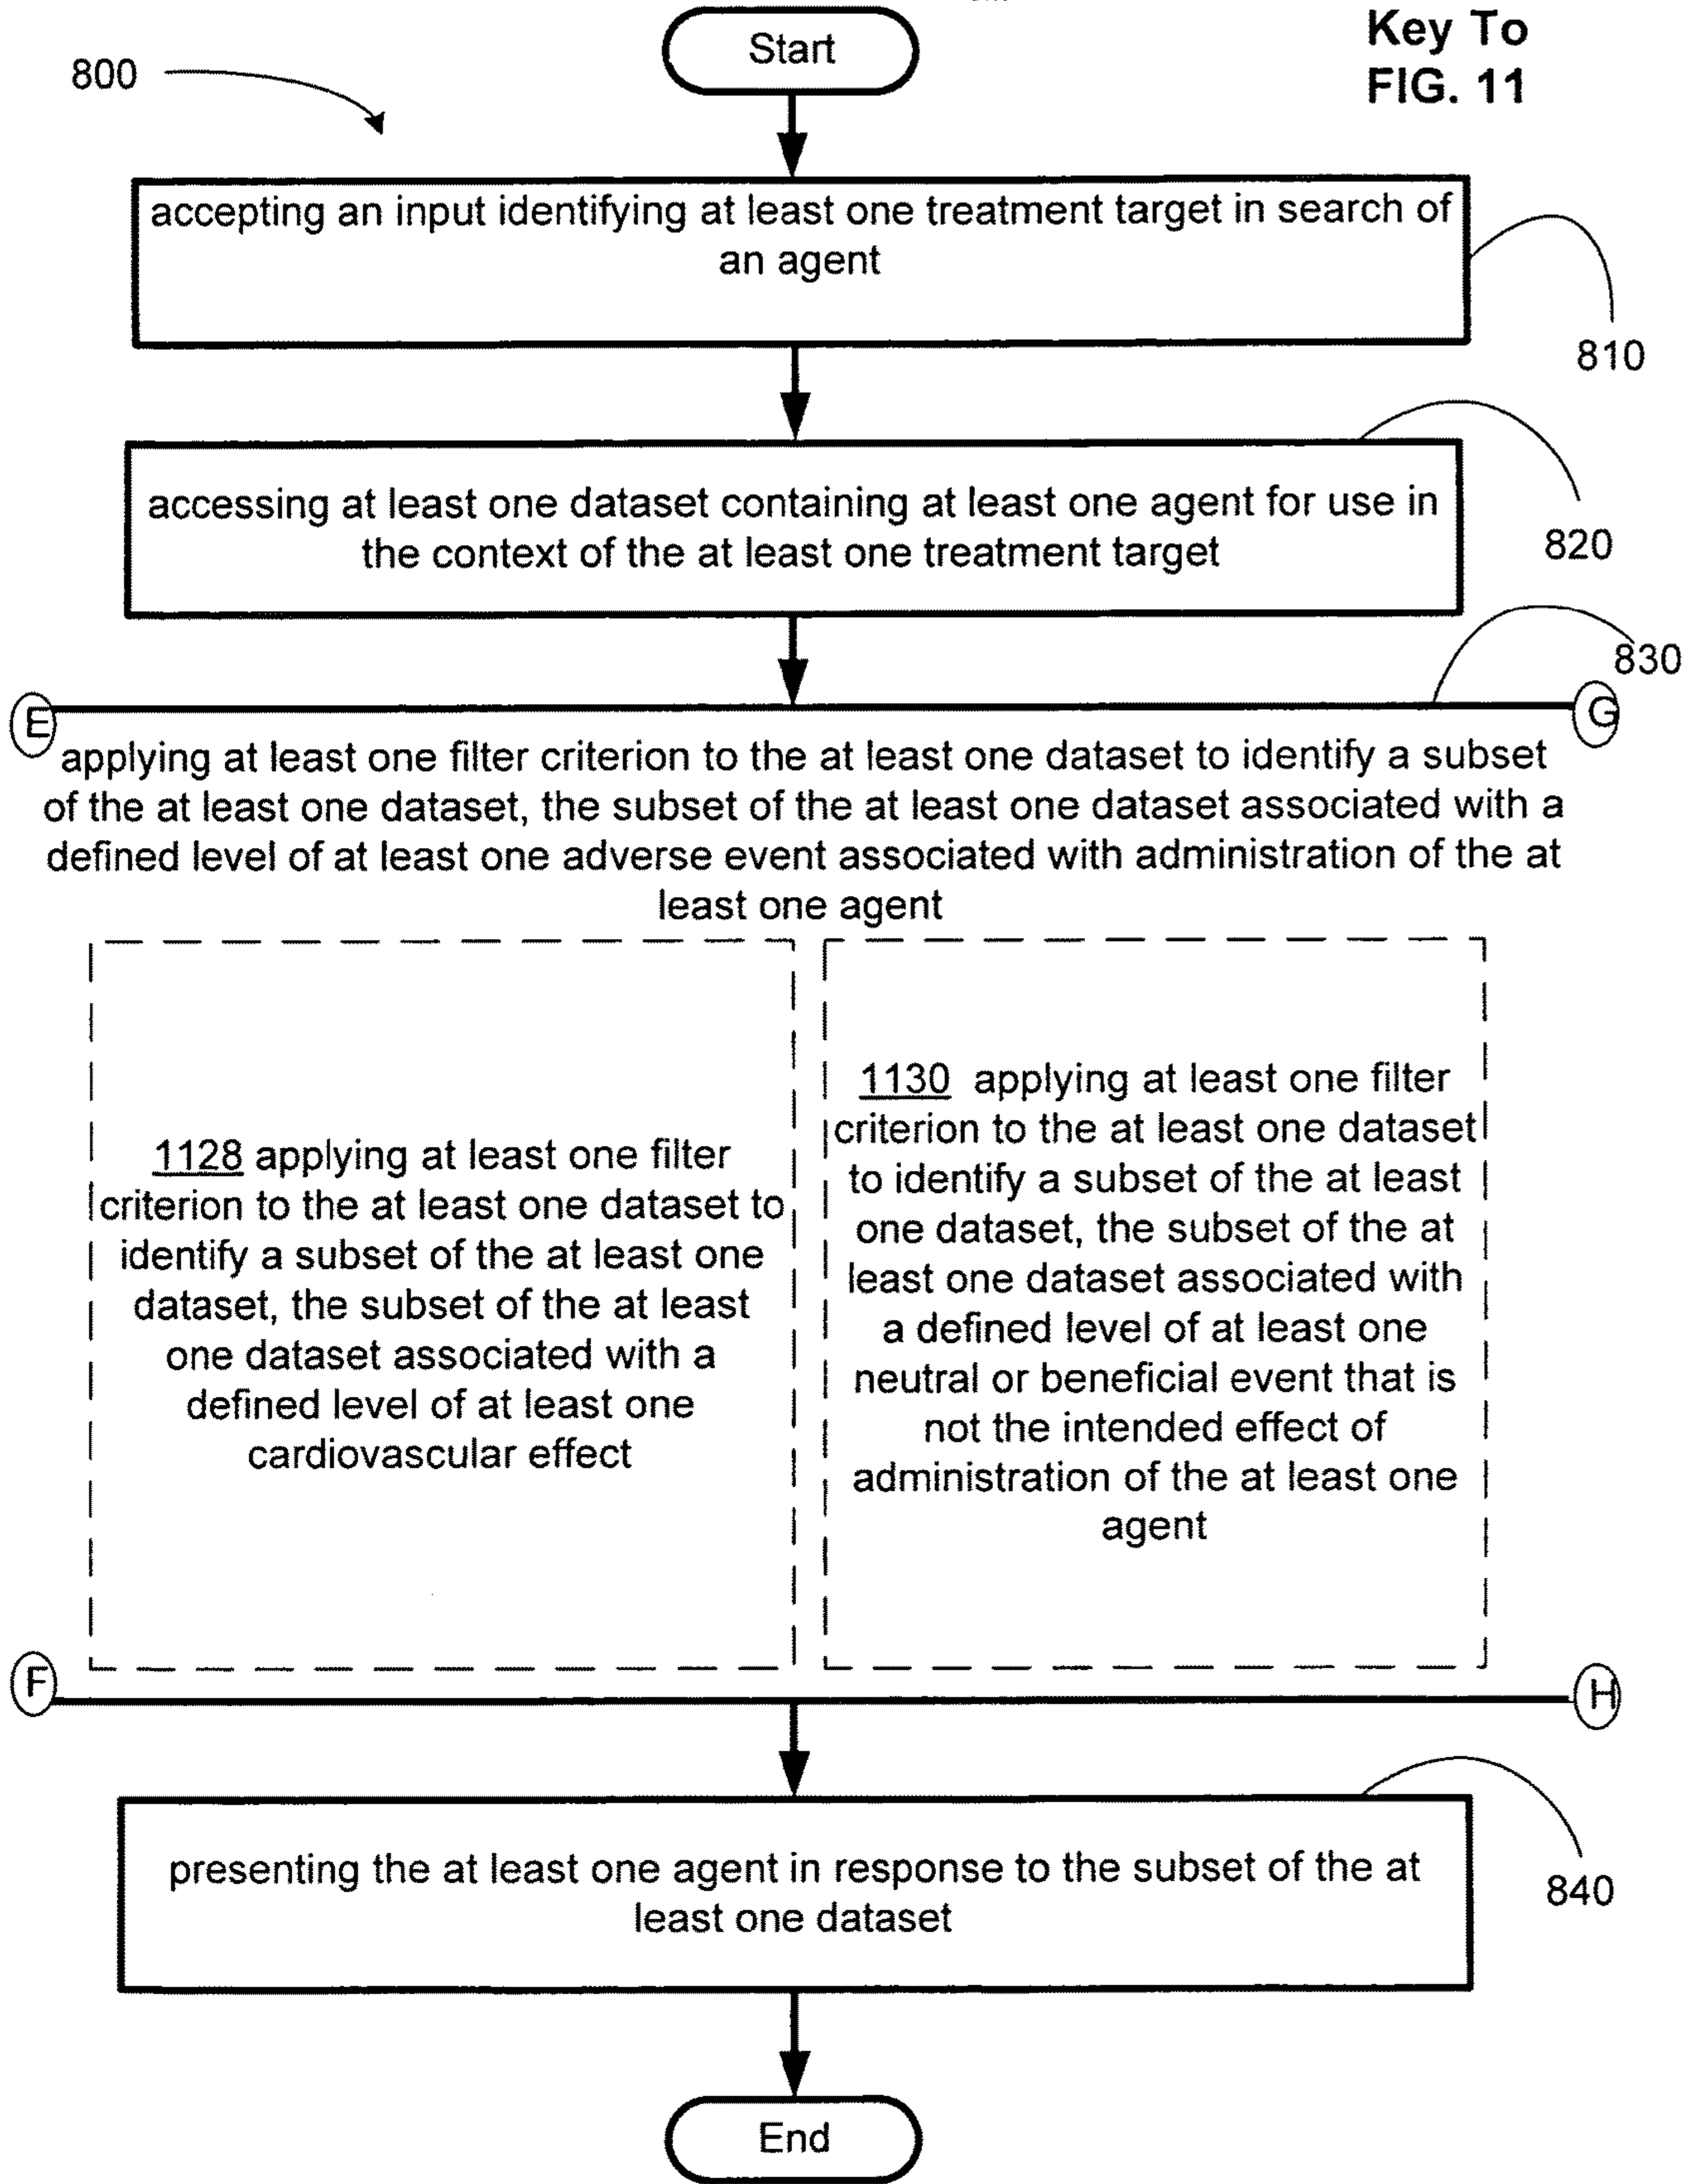 Key To
FIG. 11
Start
800
accepting an input identifying at least one treatment target in search of
an agent
810
accessing at least one dataset containing at least one agent for use in
the context of the at least one treatment target
820
830
E
G
applying at least one filter criterion to the at least one dataset to identify a subset
of the at least one dataset, the subset of the at least one dataset associated with a
defined level of at least one adverse event associated with administration of the at
least one agent
1128 applying at least one filter
criterion to the at least one dataset to
identify a subset of the at least one
dataset, the subset of the at least
one dataset associated with a
defined level of at least one
cardiovascular effect
1130 applying at least one filter
criterion to the at least one dataset
to identify a subset of the at least
one dataset, the subset of the at
least one dataset associated with
a defined level of at least one
neutral or beneficial event that is
not the intended effect of
administration of the at least one
agent
F
H
presenting the at least one agent in response to the subset of the at
least one dataset
840
End